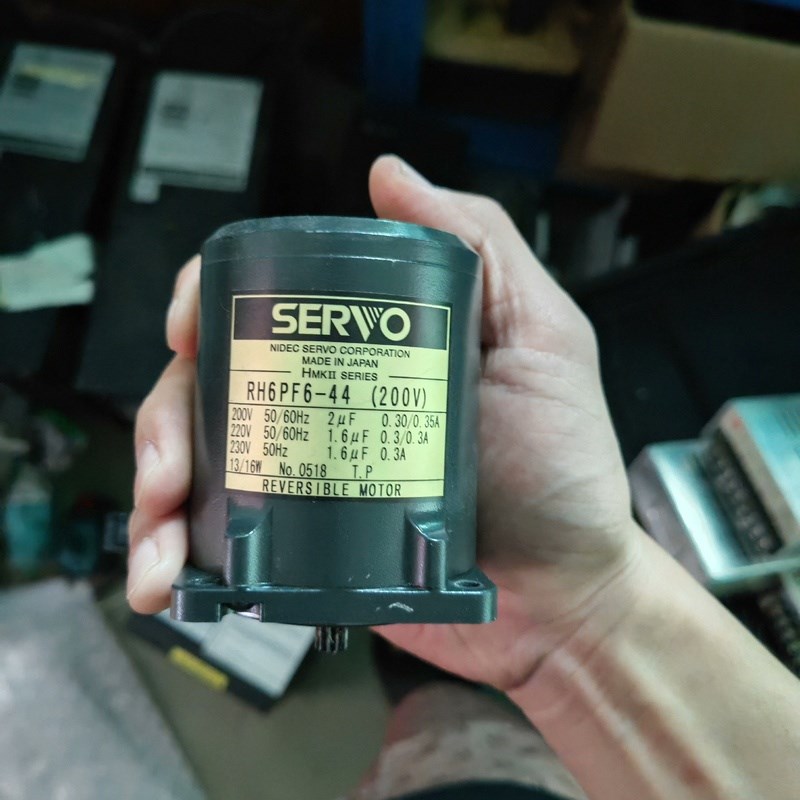 SERVO
NIDEC SERVO CORPORATION
MADE IN JAPAN
HMKII SERIES
RH6PF6-44 (200V)
200V 50/60Hz 2μF 0.30/0.35A
220V 50/60Hz 1.6μF 0.3/0.3A
230V 50Hz 1.6μF 0.3A
13/16W No.0518 T.P
REVERSIBLE MOTOR